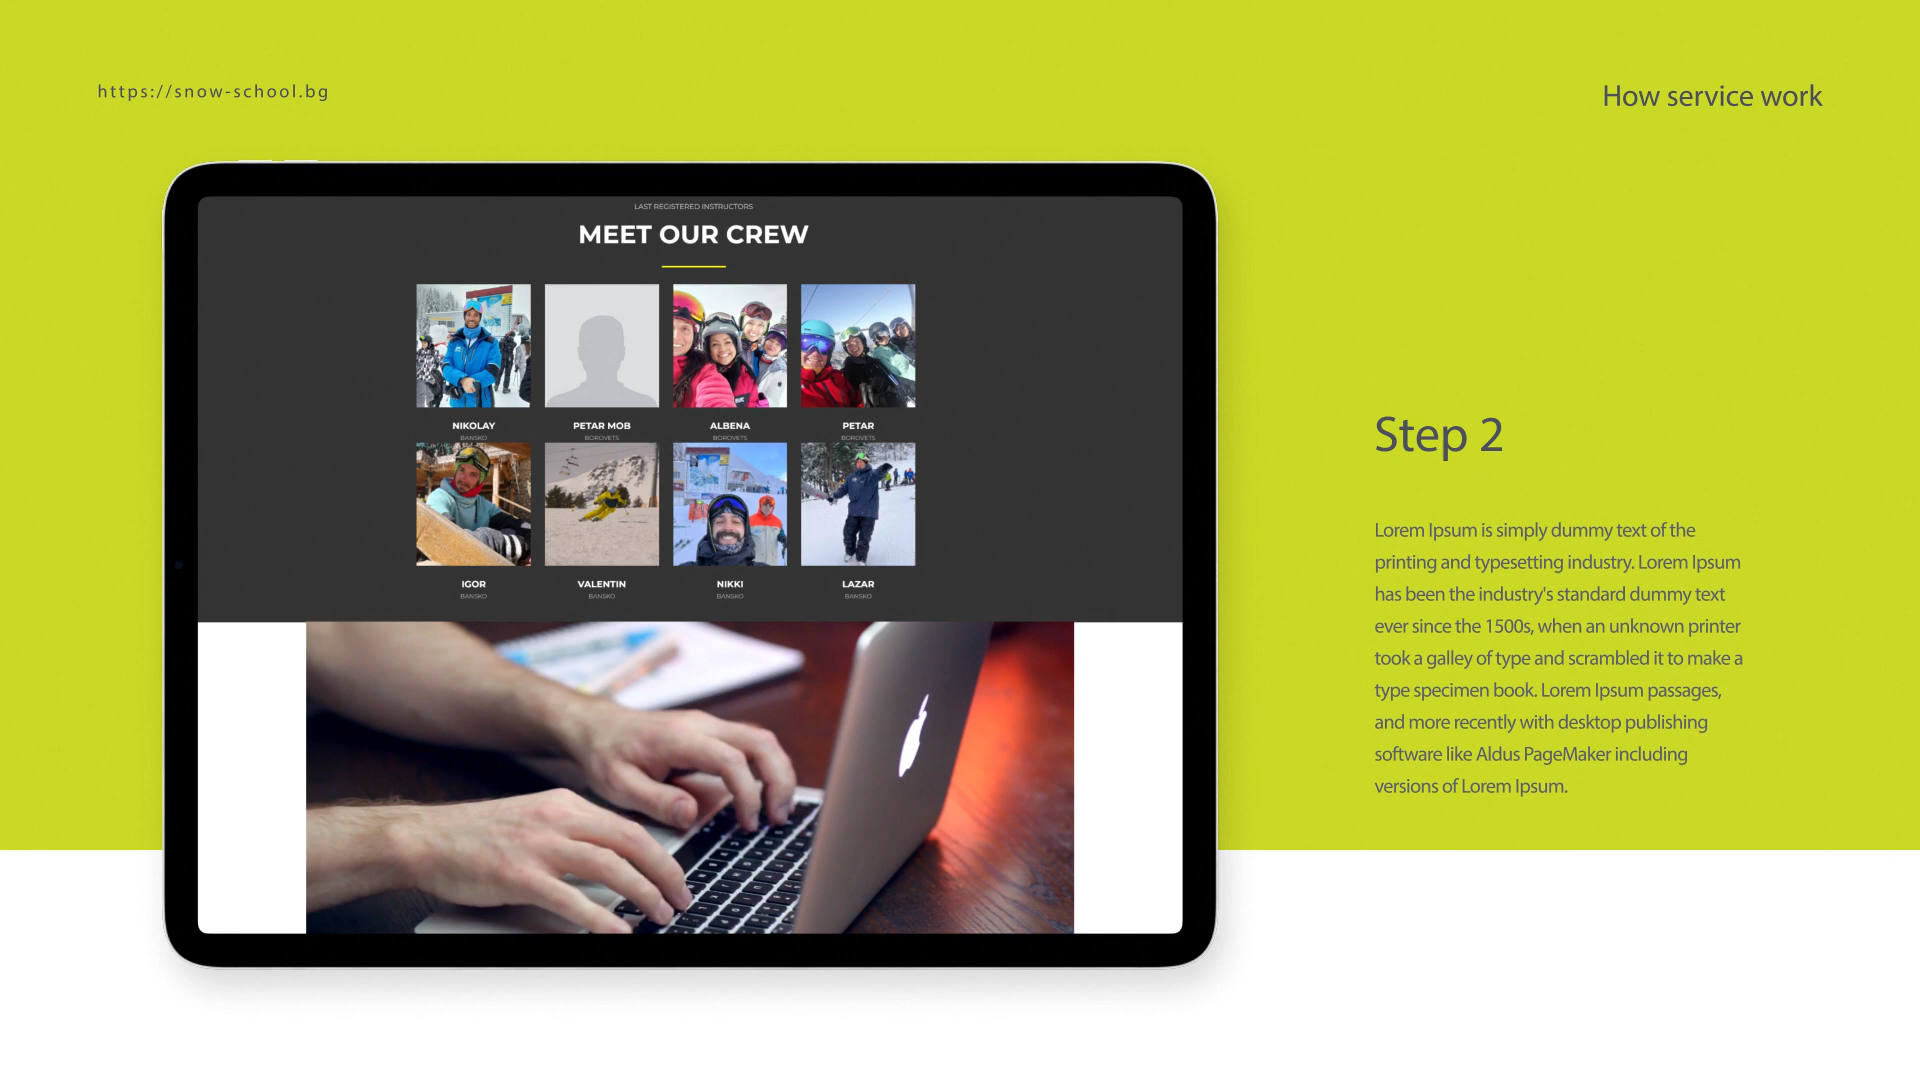 https://snow-school.bg
How service work
LAST REGISTERED INSTRUCTORS
MEET OUR CREW
NIKOLAY
BANSKO
PETAR MOB
BOROVETS
ALBENA
BOROVETS
PETAR
BOROVETS
IGOR
BANSKO
VALENTIN
BANSKO
NIKKI
BANSKO
LAZAR
BANSKO
Step 2
Lorem Ipsum is simply dummy text of the
printing and typesetting industry. Lorem Ipsum
has been the industry's standard dummy text
ever since the 1500s, when an unknown printer
took a galley of type and scrambled it to make a
type specimen book. Lorem Ipsum passages,
and more recently with desktop publishing
software like Aldus PageMaker including
versions of Lorem Ipsum.